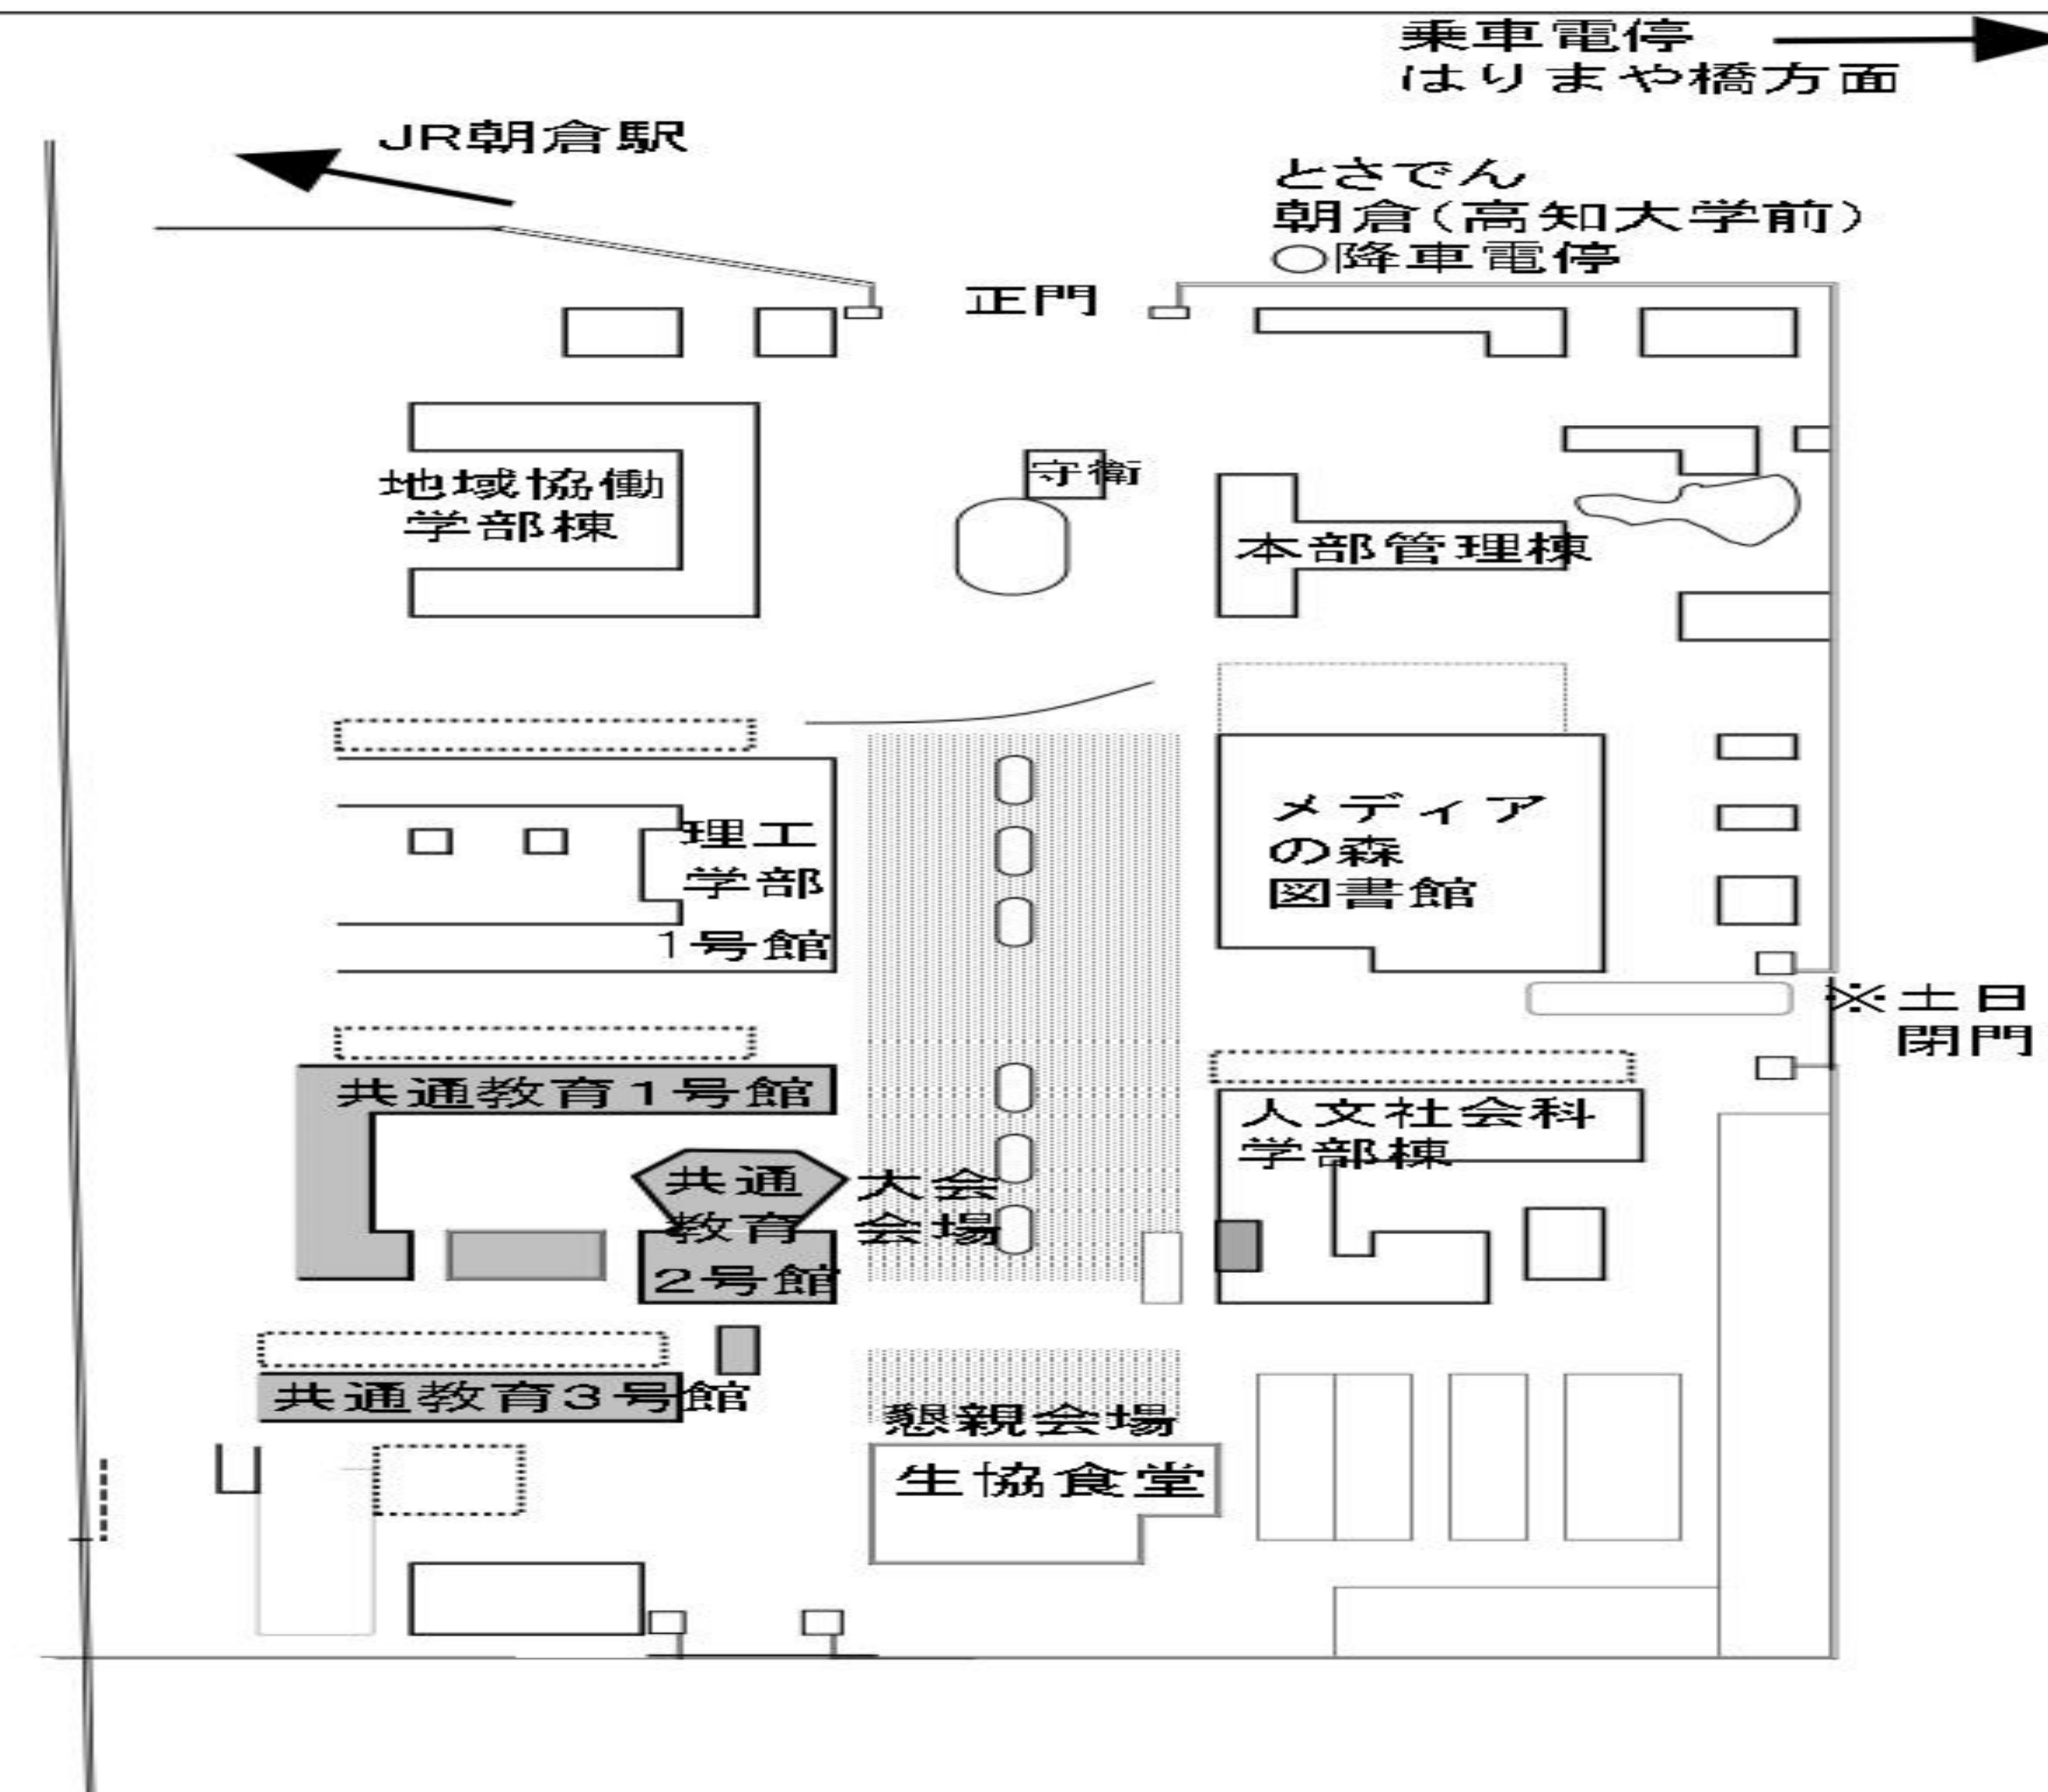 乗車電停
はりまや橋方面
JR朝倉駅
とさでん
朝倉(高知大学前)
○降車電停
正門
守衛
地域協働
学部棟
本部管理棟
理工
学部
1号館
メディア
の森
図書館
※土日
閉門
共通教育1号館
人文社会科
学部棟
共通
教育
2号館
大会
会場
共通教育3号館
懇親会場
生協食堂